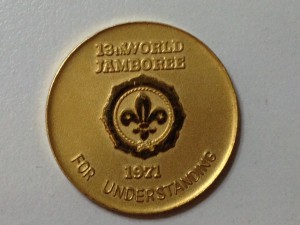 13TH WORLD
JAMBOREE
1971
FOR UNDERSTANDING